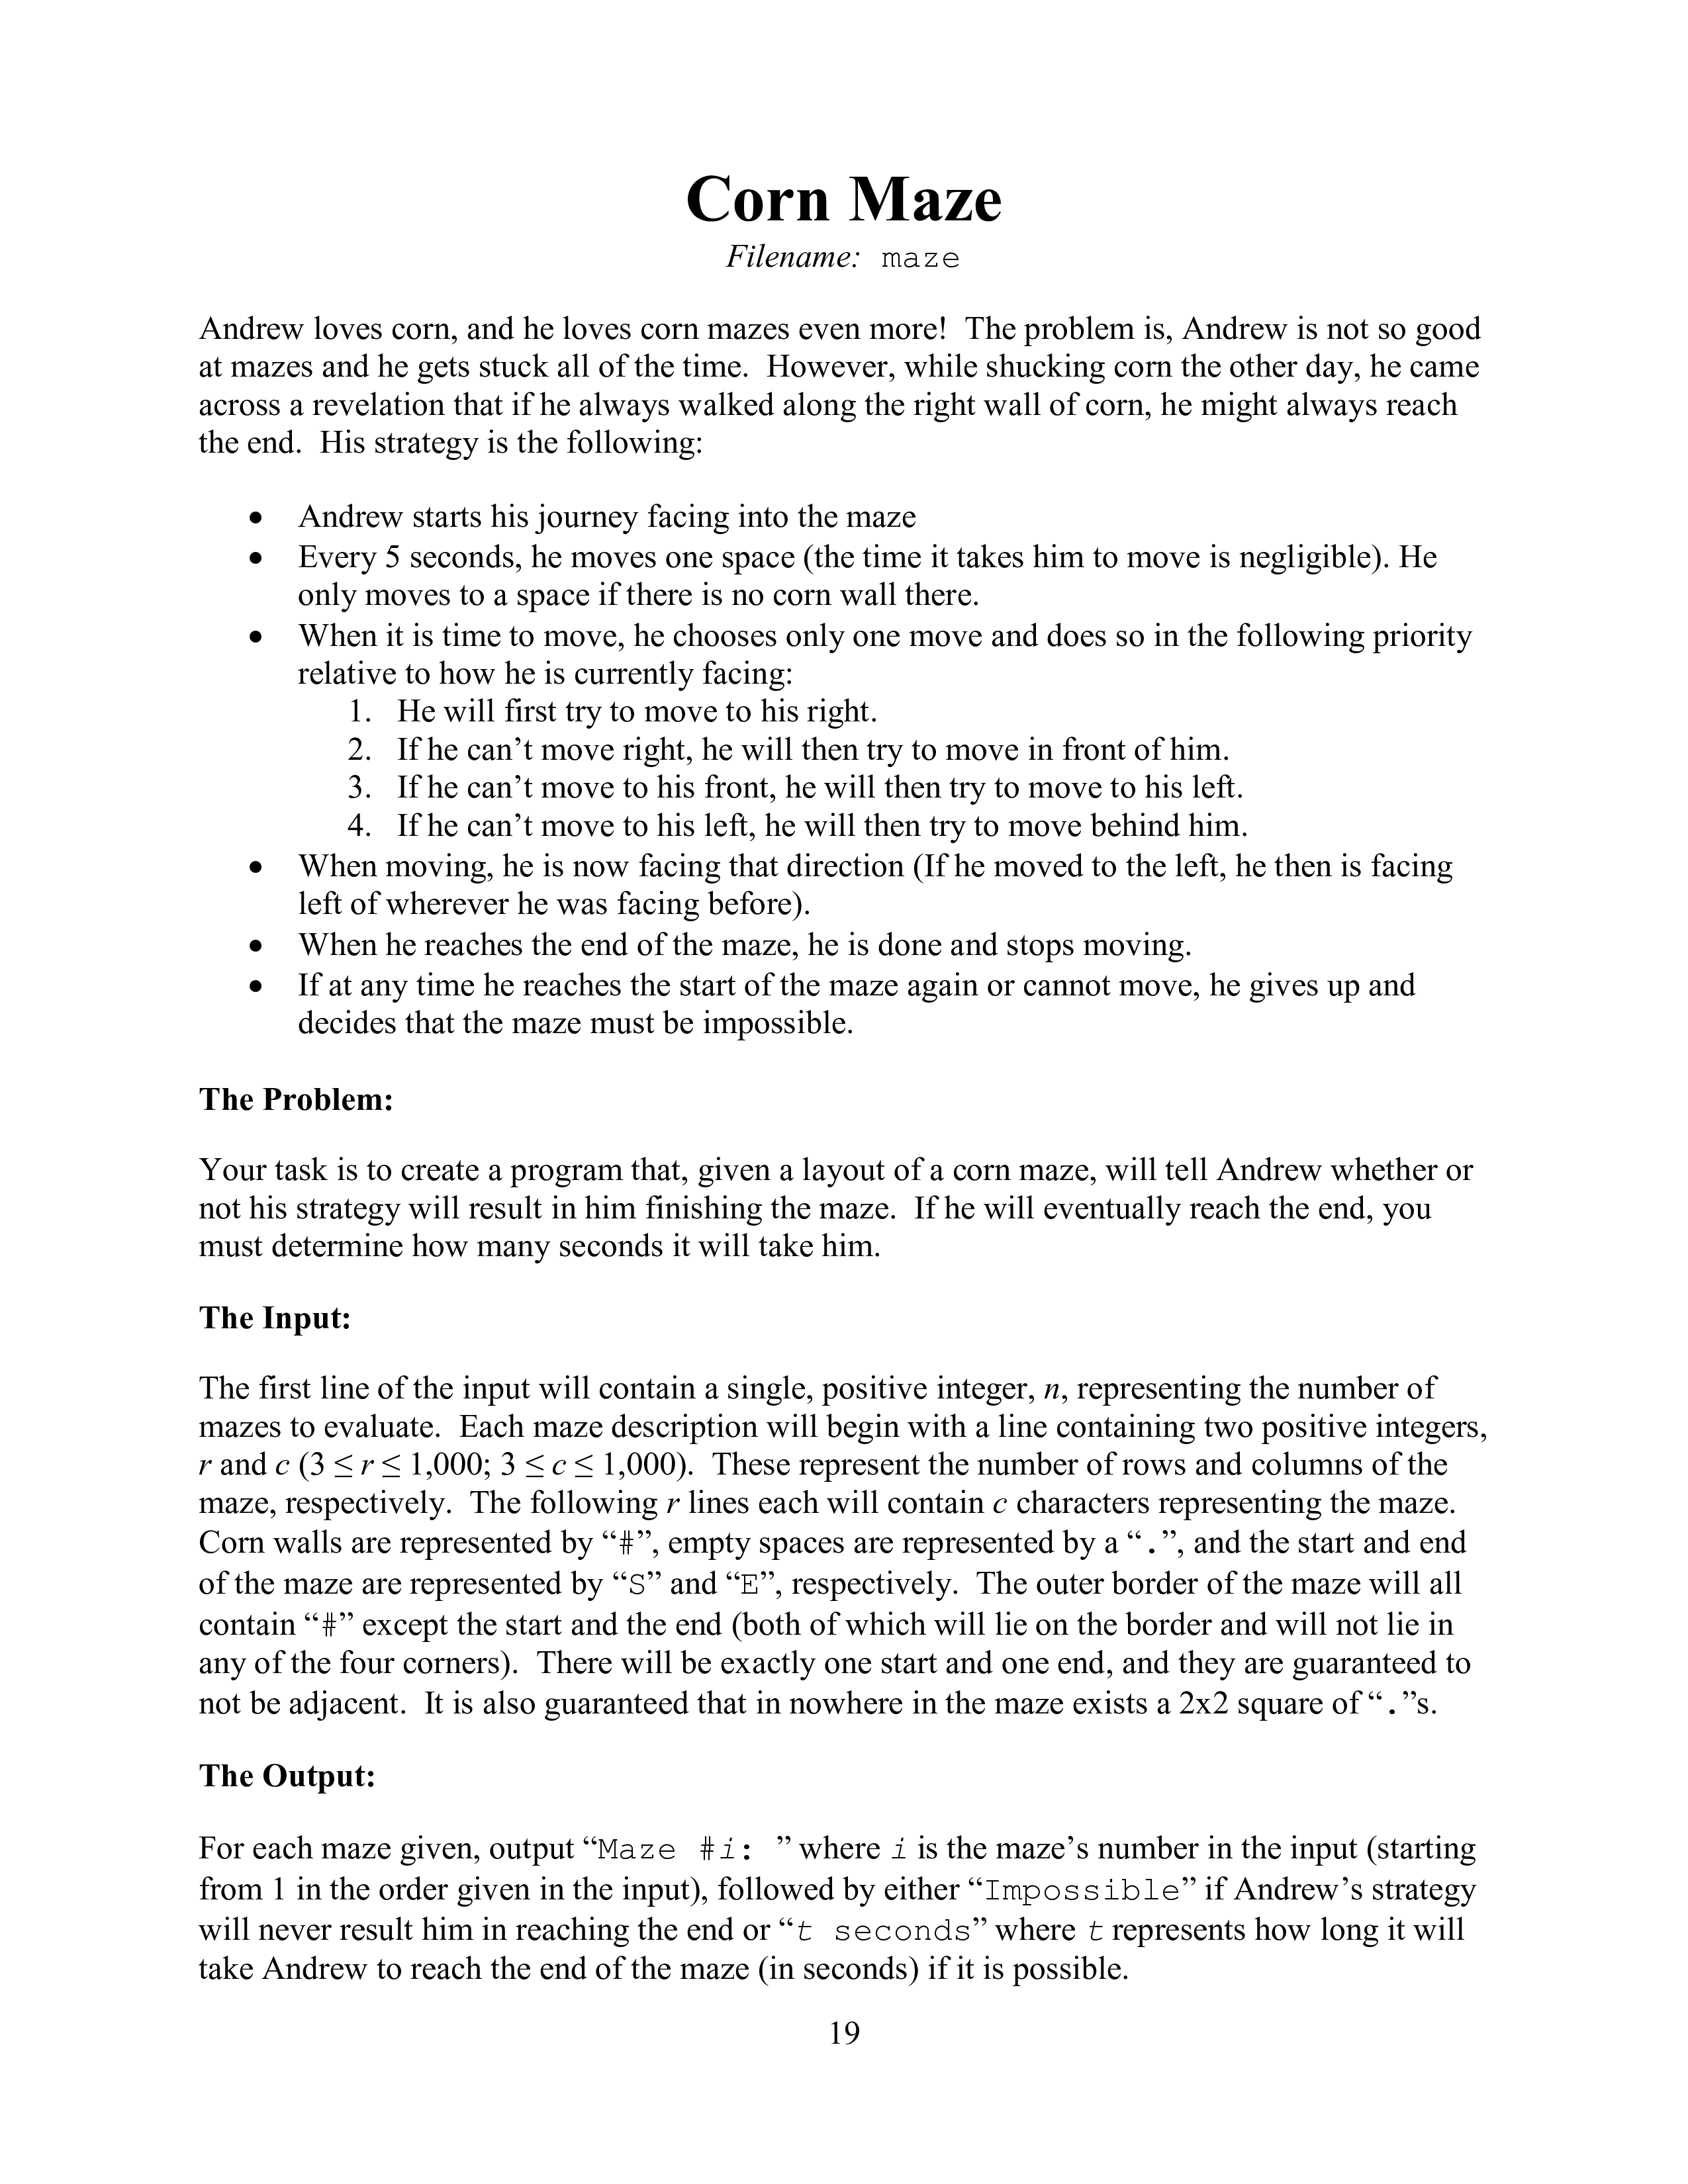 Corn Maze
Filename: maze
Andrew loves corn, and he loves corn mazes even more! The problem is, Andrew is not so good
at mazes and he gets stuck all of the time. However, while shucking corn the other day, he came
across a revelation that if he always walked along the right wall of corn, he might always reach
the end. His strategy is the following:
• Andrew starts his journey facing into the maze
• Every 5 seconds, he moves one space (the time it takes him to move is negligible). He
only moves to a space if there is no corn wall there.
• When it is time to move, he chooses only one move and does so in the following priority
relative to how he is currently facing:
1. He will first try to move to his right.
2. If he can’t move right, he will then try to move in front of him.
3. If he can’t move to his front, he will then try to move to his left.
4. If he can’t move to his left, he will then try to move behind him.
• When moving, he is now facing that direction (If he moved to the left, he then is facing
left of wherever he was facing before).
• When he reaches the end of the maze, he is done and stops moving.
• If at any time he reaches the start of the maze again or cannot move, he gives up and
decides that the maze must be impossible.
The Problem:
Your task is to create a program that, given a layout of a corn maze, will tell Andrew whether or
not his strategy will result in him finishing the maze. If he will eventually reach the end, you
must determine how many seconds it will take him.
The Input:
The first line of the input will contain a single, positive integer, n, representing the number of
mazes to evaluate. Each maze description will begin with a line containing two positive integers,
r and c (3 ≤ r ≤ 1,000; 3 ≤ c ≤ 1,000). These represent the number of rows and columns of the
maze, respectively. The following r lines each will contain c characters representing the maze.
Corn walls are represented by “#”, empty spaces are represented by a “.”, and the start and end
of the maze are represented by “S” and “E”, respectively. The outer border of the maze will all
contain “#” except the start and the end (both of which will lie on the border and will not lie in
any of the four corners). There will be exactly one start and one end, and they are guaranteed to
not be adjacent. It is also guaranteed that in nowhere in the maze exists a 2x2 square of “.”s.
The Output:
For each maze given, output “Maze #i: ” where i is the maze’s number in the input (starting
from 1 in the order given in the input), followed by either “Impossible” if Andrew’s strategy
will never result him in reaching the end or “t seconds” where t represents how long it will
take Andrew to reach the end of the maze (in seconds) if it is possible.
19